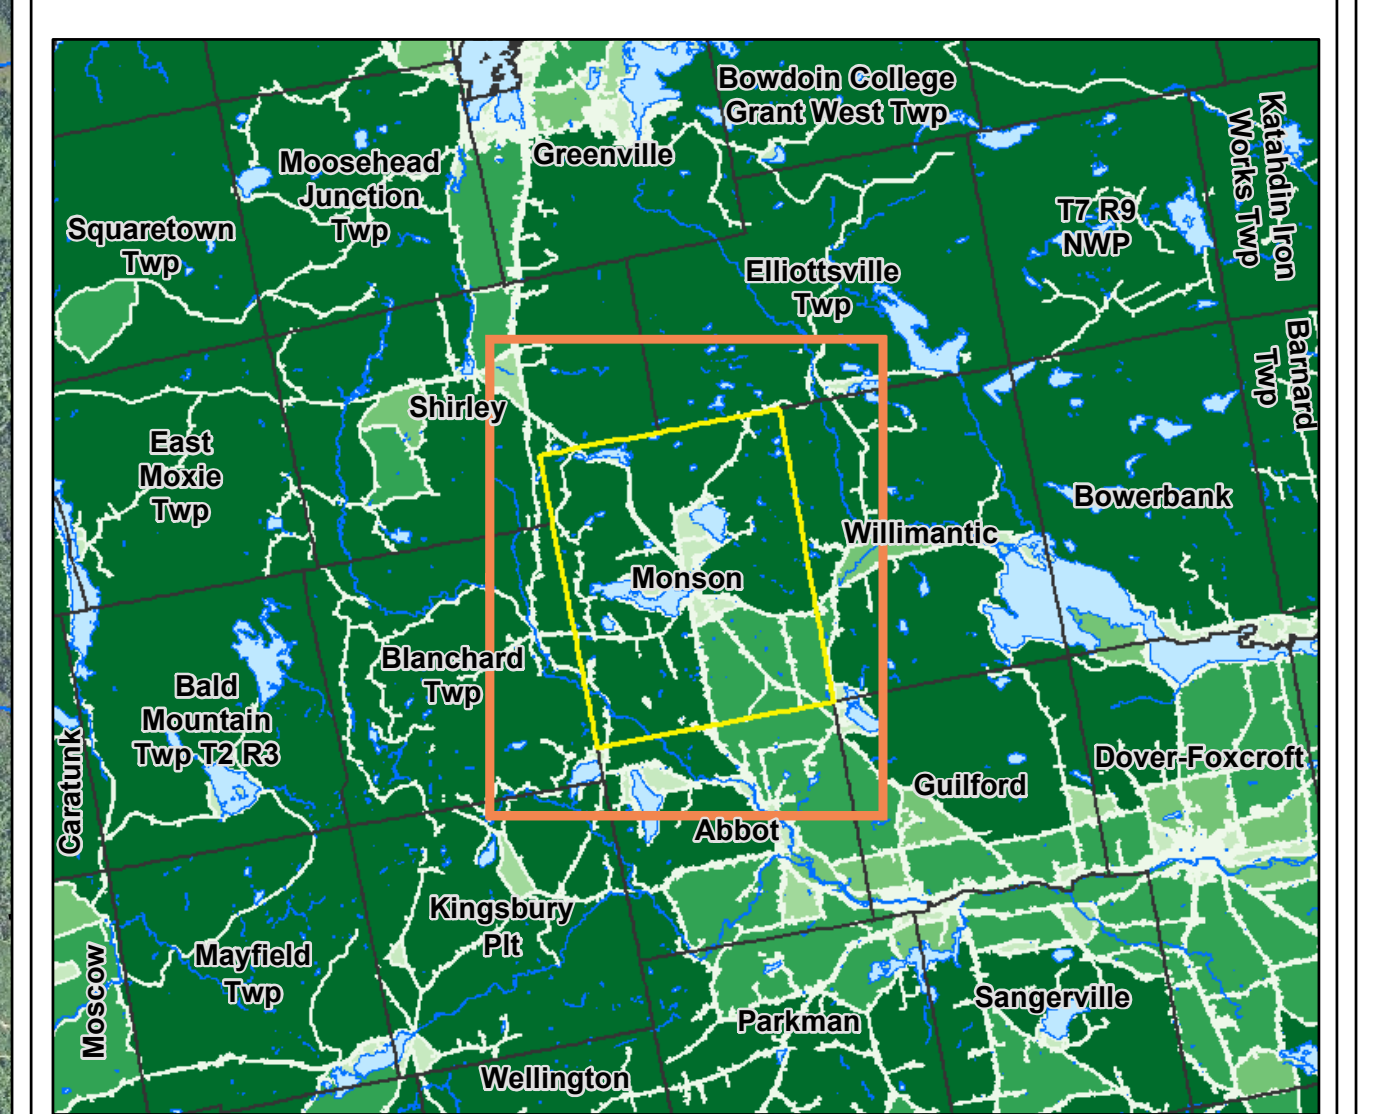 Bowdoin College
Grant West Twp
Katahdin Iron
Works Twp
Greenville
Moosehead
Junction
Twp
Squaretown
Twp
T7 R9
NWP
Elliottsville
Twp
Barnard
Twp
Shirley
East
Moxie
Twp
Bowerbank
Willimantic
Monson
Blanchard
Twp
Bald
Mountain
Twp T2 R3
Caratunk
Dover-Foxcroft
Guilford
Abbot
Kingsbury
Plt
Mayfield
Twp
Moscow
Sangerville
Parkman
Wellington